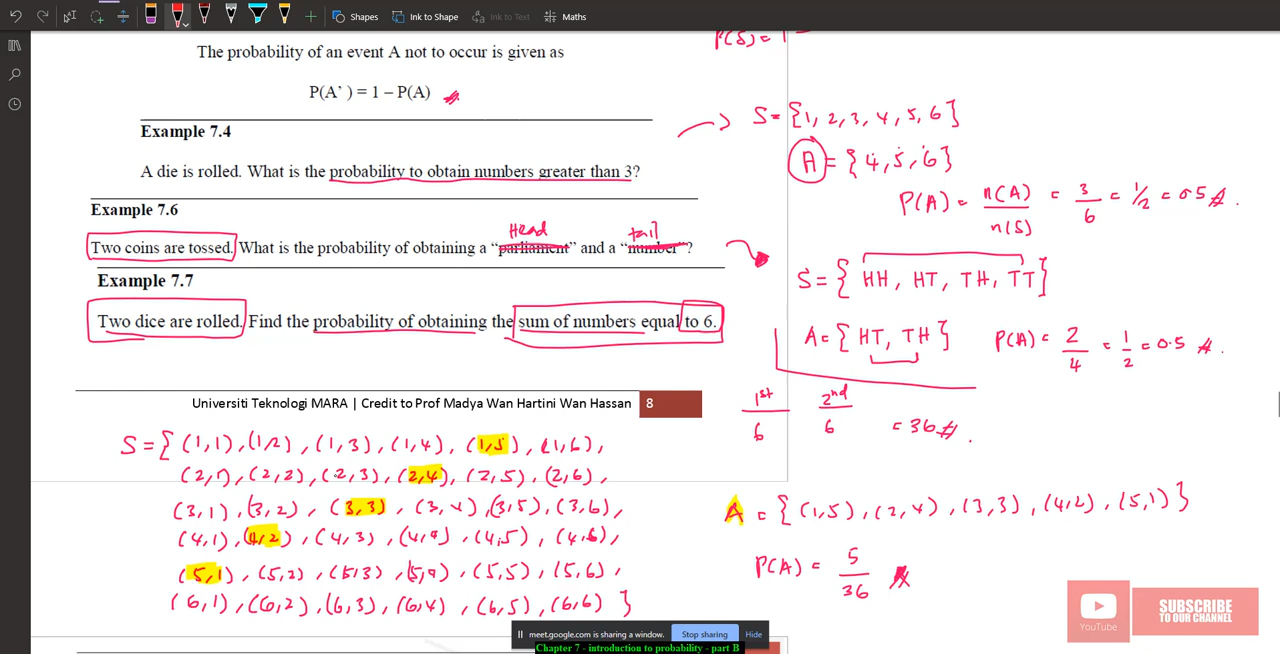 Shapes Ink to Shape Ink to Text Maths
P(S) = 1
The probability of an event A not to occur is given as
P(A’ ) = 1 – P(A)
Example 7.4
A die is rolled. What is the probability to obtain numbers greater than 3?
S = {1, 2, 3, 4, 5, 6}
A = {4, 5, 6}
P(A) = n(A) / n(S) = 3/6 = 1/2 = 0.5 #.
Example 7.6
Head tail
Two coins are tossed. What is the probability of obtaining a “parliament” and a “number”?
S = { HH, HT, TH, TT }
A = { HT, TH } P(A) = 2/4 = 1/2 = 0.5 #.
Example 7.7
Two dice are rolled. Find the probability of obtaining the sum of numbers equal to 6.
1st 2nd
6 6 = 36 #.
Universiti Teknologi MARA | Credit to Prof Madya Wan Hartini Wan Hassan 8
S = { (1,1), (1,2), (1,3), (1,4), (1,5), (1,6),
(2,1), (2,2), (2,3), (2,4), (2,5), (2,6),
(3,1), (3,2), (3,3), (3,4), (3,5), (3,6),
(4,1), (4,2), (4,3), (4,4), (4,5), (4,6),
(5,1), (5,2), (5,3), (5,4), (5,5), (5,6),
(6,1), (6,2), (6,3), (6,4), (6,5), (6,6) }
A = { (1,5), (2,4), (3,3), (4,2), (5,1) }
P(A) = 5/36 #
YouTube
SUBSCRIBE
TO OUR CHANNEL
meet.google.com is sharing a window. Stop sharing Hide
Chapter 7 - introduction to probability - part B